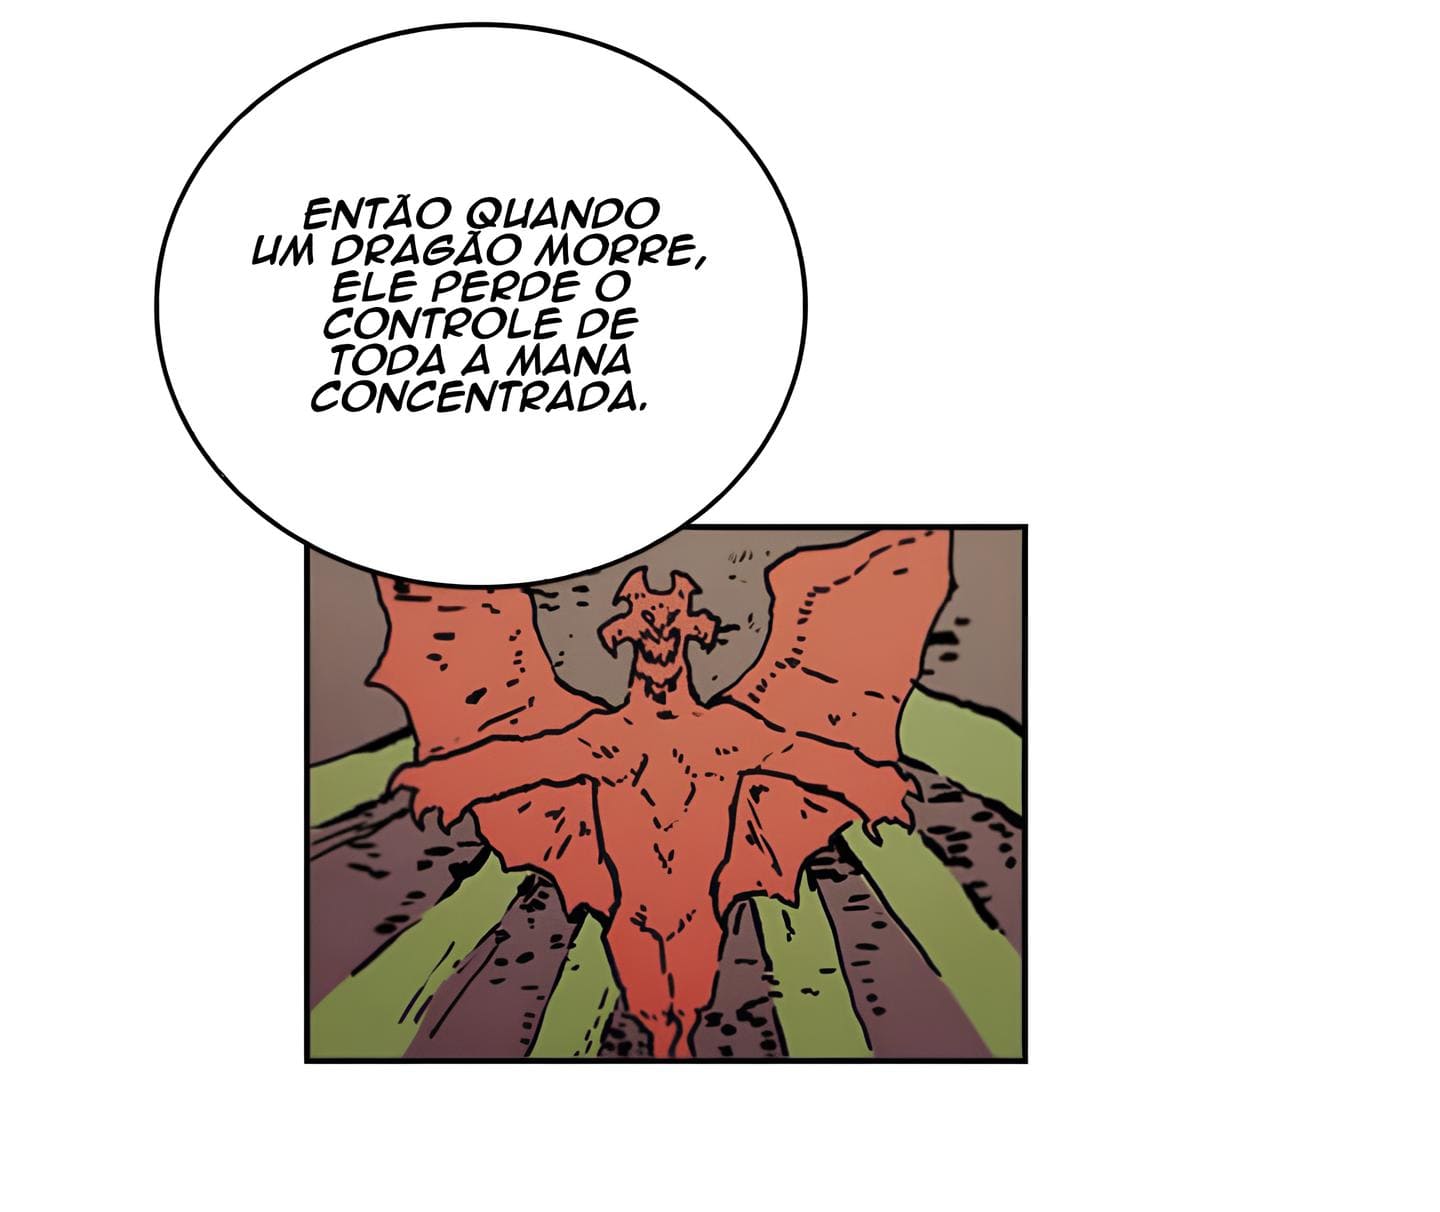 ENTÃO QUANDO
UM DRAGÃO MORRE,
ELE PERDE O
CONTROLE DE
TODA A MANA
CONCENTRADA.